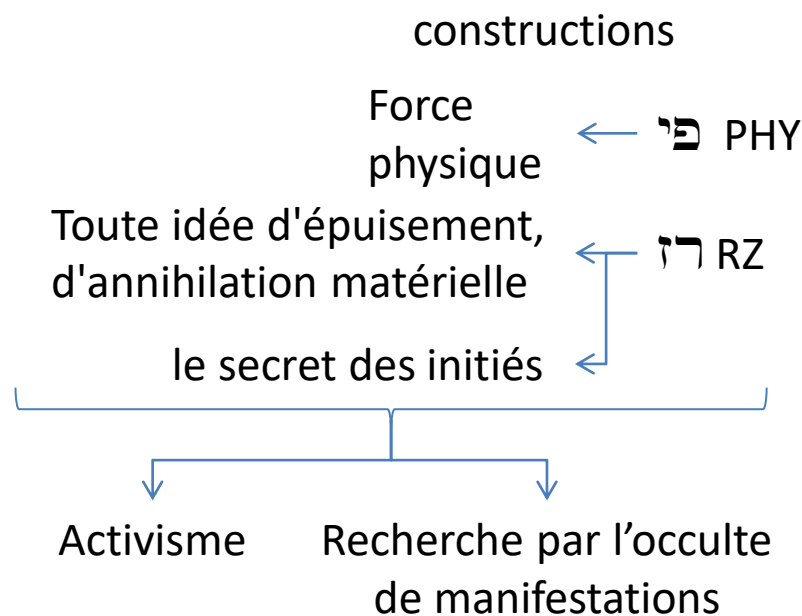 constructions
Force
physique
פי PHY
Toute idée d'épuisement,
d'annihilation matérielle
רז RZ
le secret des initiés
Activisme
Recherche par l’occulte
de manifestations